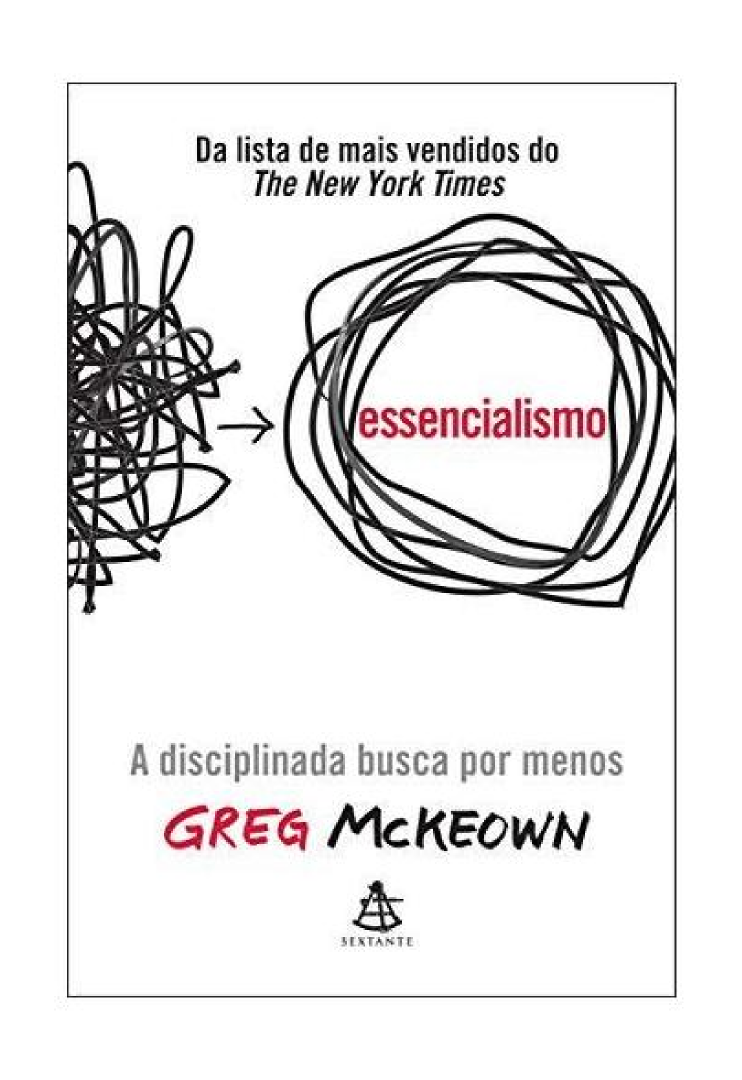 Da lista de mais vendidos do
The New York Times
essencialismo
A disciplinada busca por menos
GREG McKEOWN
SEXTANTE